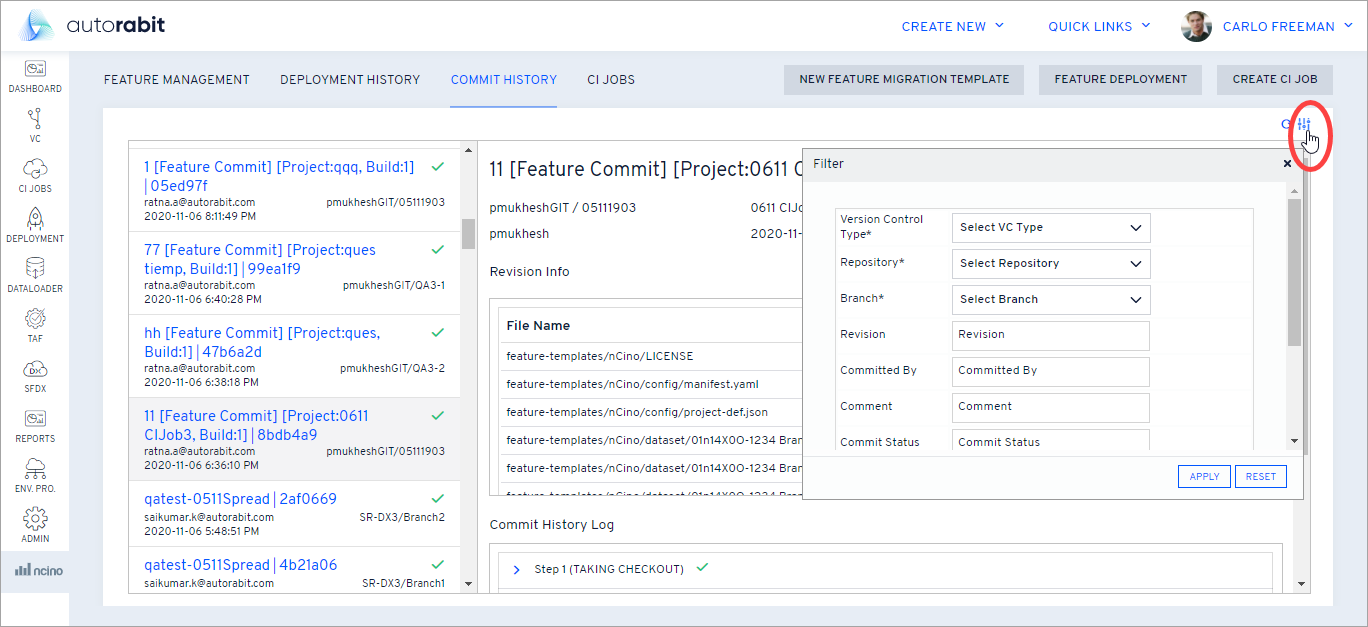 autorabit
CREATE NEW
QUICK LINKS
CARLO FREEMAN
DASHBOARD
VC
CI JOBS
DEPLOYMENT
DATALOADER
TAF
SFDX
REPORTS
ENV. PRO.
ADMIN
ncino
FEATURE MANAGEMENT
DEPLOYMENT HISTORY
COMMIT HISTORY
CI JOBS
NEW FEATURE MIGRATION TEMPLATE
FEATURE DEPLOYMENT
CREATE CI JOB
1 [Feature Commit] [Project:qqq, Build:1]
| 05ed97f
ratna.a@autorabit.com
pmukheshGIT/05111903
2020-11-06 8:11:49 PM
77 [Feature Commit] [Project:ques
tiemp, Build:1] | 99ea1f9
ratna.a@autorabit.com
pmukheshGIT/QA3-1
2020-11-06 6:40:28 PM
hh [Feature Commit] [Project:ques,
Build:1] | 47b6a2d
ratna.a@autorabit.com
pmukheshGIT/QA3-2
2020-11-06 6:38:18 PM
11 [Feature Commit] [Project:0611
CIJob3, Build:1] | 8bdb4a9
ratna.a@autorabit.com
pmukheshGIT/05111903
2020-11-06 6:36:10 PM
qatest-0511Spread | 2af0669
saikumar.k@autorabit.com
SR-DX3/Branch2
2020-11-06 5:48:51 PM
qatest-0511Spread | 4b21a06
saikumar.k@autorabit.com
SR-DX3/Branch1
11 [Feature Commit] [Project:0611 C
pmukheshGIT / 05111903
0611 CIJo
pmukhesh
2020-11-
Revision Info
File Name
feature-templates/nCino/LICENSE
feature-templates/nCino/config/manifest.yaml
feature-templates/nCino/config/project-def.json
feature-templates/nCino/dataset/01n14X0O-1234 Bran
feature-templates/nCino/dataset/01n14X0O-1234 Bran
feature-templates/nCino/dataset/01n14X0O-1234 Bran
Commit History Log
Step 1 (TAKING CHECKOUT)
Filter
Version Control
Type*
Select VC Type
Repository*
Select Repository
Branch*
Select Branch
Revision
Revision
Committed By
Committed By
Comment
Comment
Commit Status
Commit Status
APPLY
RESET